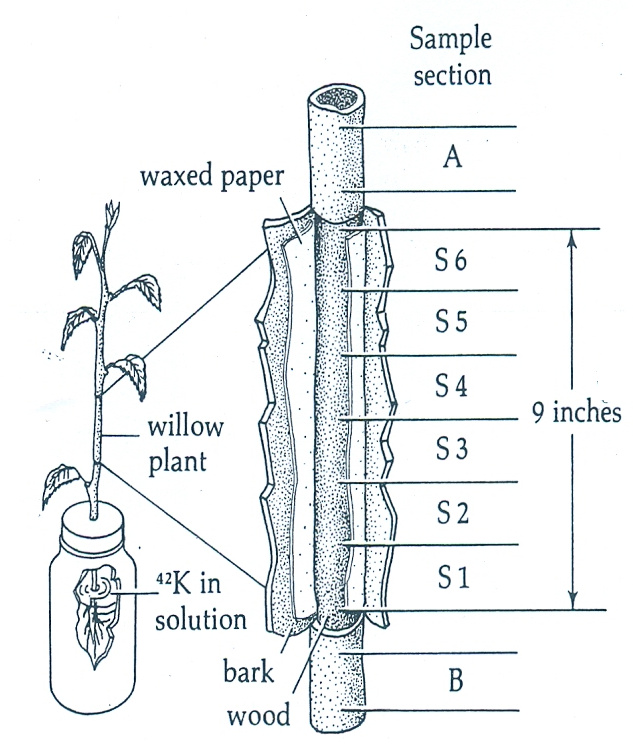 Sample
section
A
waxed paper
S 6
S 5
S 4
9 inches
willow
plant
S 3
S 2
S 1
⁴²K in
solution
bark
B
wood